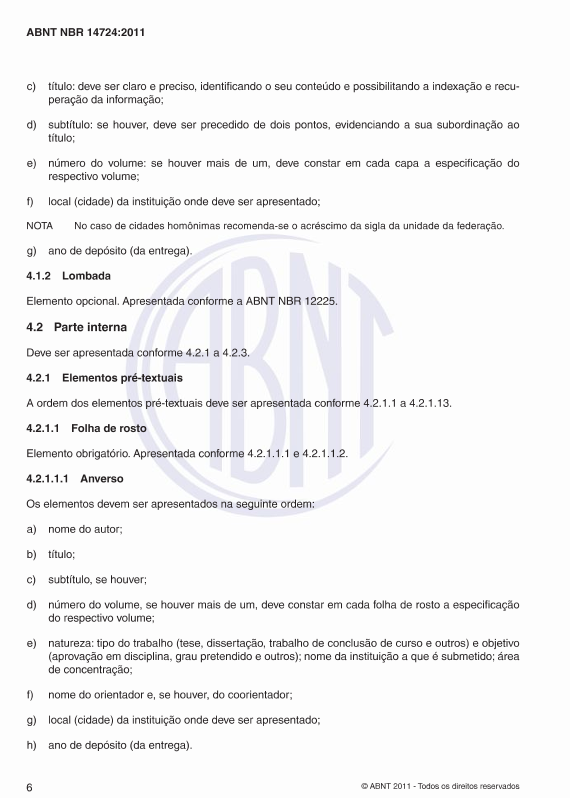 ABNT NBR 14724:2011
c) título: deve ser claro e preciso, identificando o seu conteúdo e possibilitando a indexação e recu-
peração da informação;
d) subtítulo: se houver, deve ser precedido de dois pontos, evidenciando a sua subordinação ao
título;
e) número do volume: se houver mais de um, deve constar em cada capa a especificação do
respectivo volume;
f) local (cidade) da instituição onde deve ser apresentado;
NOTA No caso de cidades homônimas recomenda-se o acréscimo da sigla da unidade da federação.
g) ano de depósito (da entrega).
4.1.2 Lombada
Elemento opcional. Apresentada conforme a ABNT NBR 12225.
4.2 Parte interna
Deve ser apresentada conforme 4.2.1 a 4.2.3.
4.2.1 Elementos pré-textuais
A ordem dos elementos pré-textuais deve ser apresentada conforme 4.2.1.1 a 4.2.1.13.
4.2.1.1 Folha de rosto
Elemento obrigatório. Apresentada conforme 4.2.1.1.1 e 4.2.1.1.2.
4.2.1.1.1 Anverso
Os elementos devem ser apresentados na seguinte ordem:
a) nome do autor;
b) título;
c) subtítulo, se houver;
d) número do volume, se houver mais de um, deve constar em cada folha de rosto a especificação
do respectivo volume;
e) natureza: tipo do trabalho (tese, dissertação, trabalho de conclusão de curso e outros) e objetivo
(aprovação em disciplina, grau pretendido e outros); nome da instituição a que é submetido; área
de concentração;
f) nome do orientador e, se houver, do coorientador;
g) local (cidade) da instituição onde deve ser apresentado;
h) ano de depósito (da entrega).
ABNT
6 © ABNT 2011 - Todos os direitos reservados